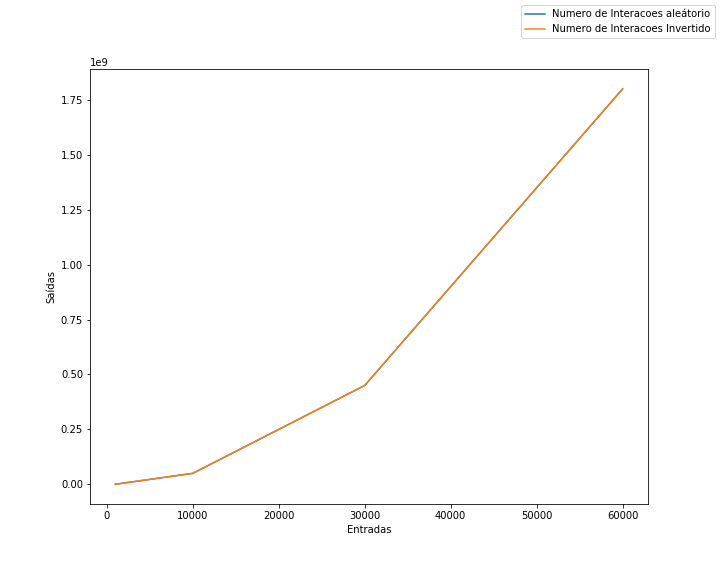 Numero de Interacoes aleátorio
Numero de Interacoes Invertido
1e9
1.75
1.50
1.25
1.00
0.75
0.50
0.25
0.00
Saídas
0 10000 20000 30000 40000 50000 60000
Entradas